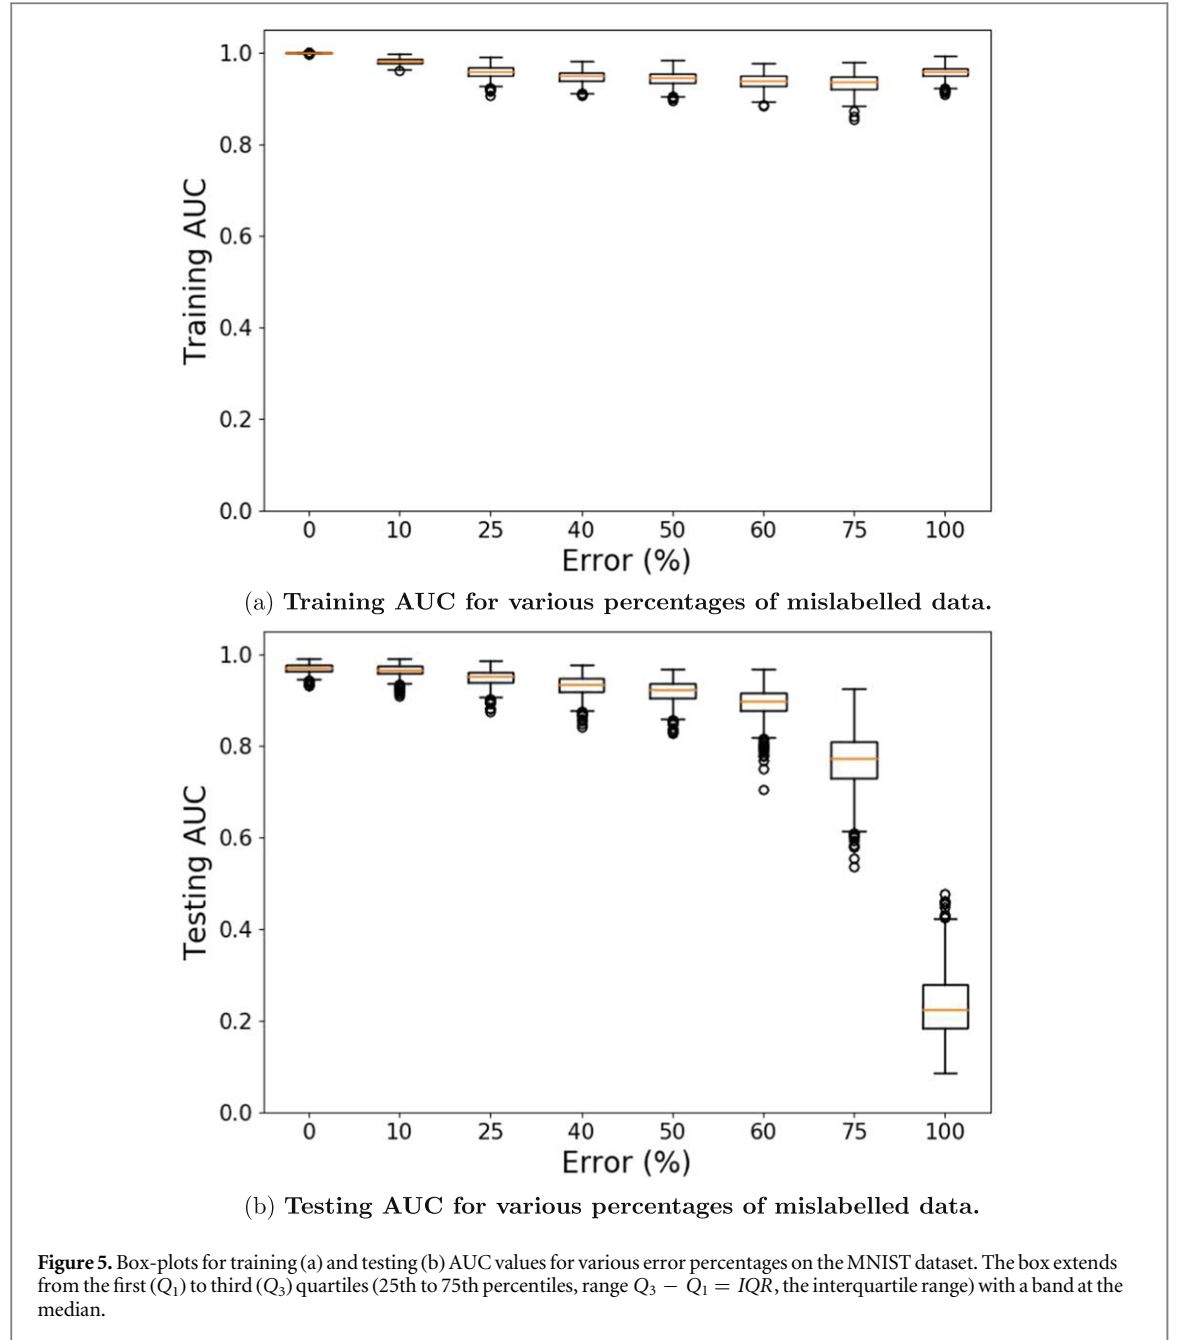 1.0
0.8
0.6
0.4
0.2
0.0
Training AUC
0 10 25 40 50 60 75 100
Error (%)
(a) Training AUC for various percentages of mislabelled data.
1.0
0.8
0.6
0.4
0.2
0.0
Testing AUC
0 10 25 40 50 60 75 100
Error (%)
(b) Testing AUC for various percentages of mislabelled data.
Figure 5. Box-plots for training (a) and testing (b) AUC values for various error percentages on the MNIST dataset. The box extends
from the first (Q₁) to third (Q₃) quartiles (25th to 75th percentiles, range Q₃ − Q₁ = IQR, the interquartile range) with a band at the
median.